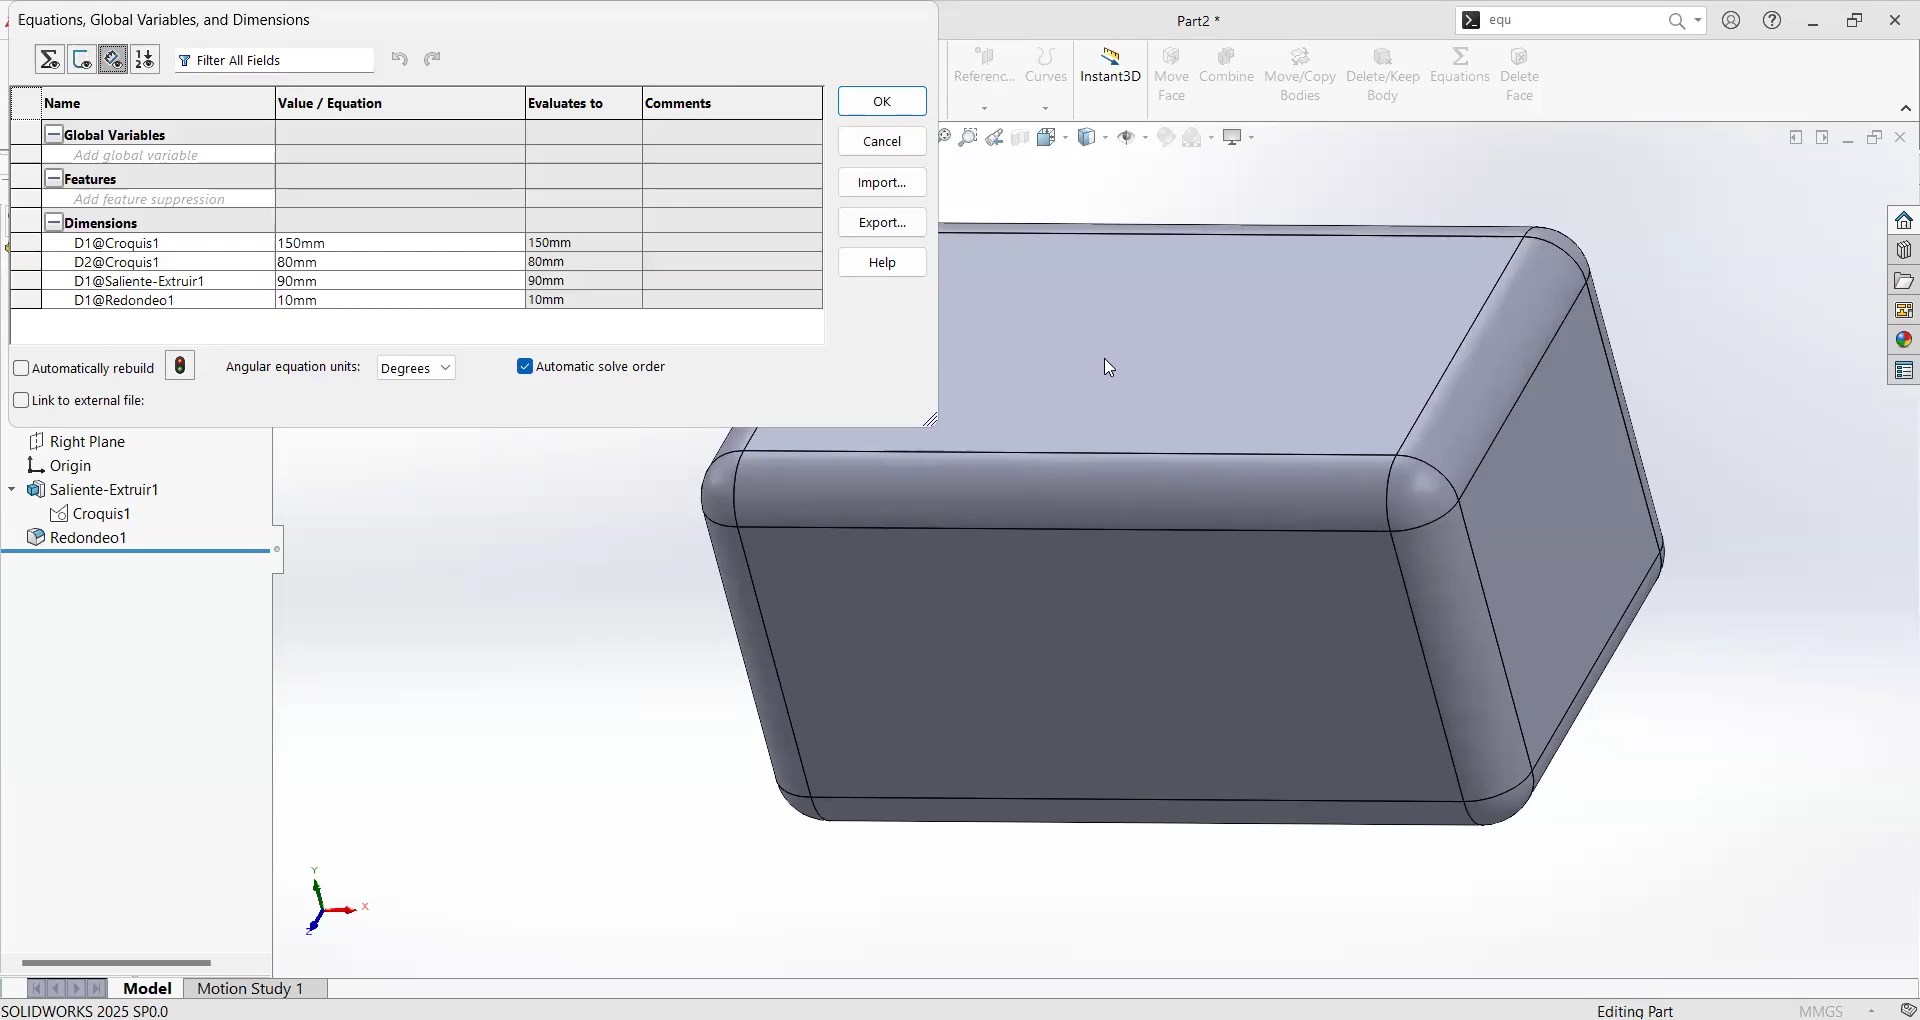 Equations, Global Variables, and Dimensions
Part2 *
equ
Filter All Fields
Name Value / Equation Evaluates to Comments
Global Variables
Add global variable
Features
Add feature suppression
Dimensions
D1@Croquis1 150mm 150mm
D2@Croquis1 80mm 80mm
D1@Saliente-Extruir1 90mm 90mm
D1@Redondeo1 10mm 10mm
OK
Cancel
Import...
Export...
Help
Automatically rebuild Angular equation units: Degrees Automatic solve order
Link to external file:
Referenc... Curves Instant3D Move Face Combine Move/Copy Bodies Delete/Keep Body Equations Delete Face
Right Plane
Origin
Saliente-Extruir1
Croquis1
Redondeo1
Y
X
Z
Model Motion Study 1
SOLIDWORKS 2025 SP0.0 Editing Part MMGS